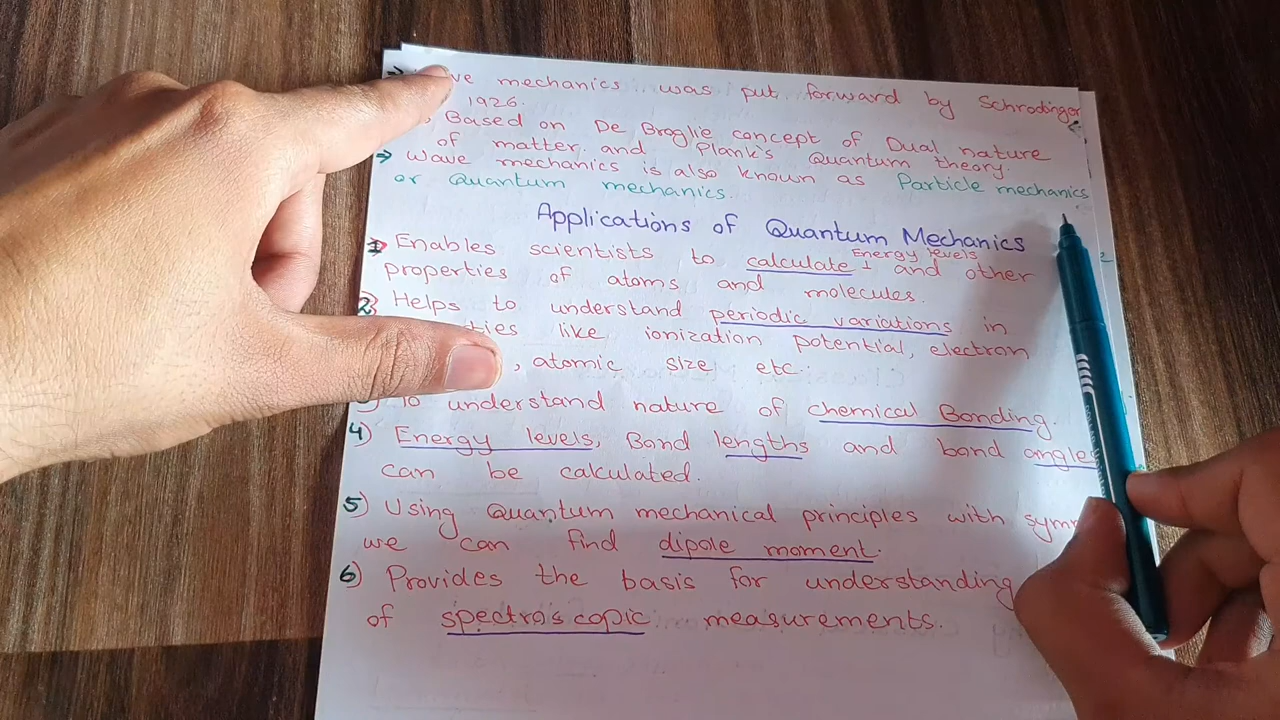 ve mechanics was put forward by Schrodinger
1926.
Based on De Broglie concept of Dual nature
of matter and Plank's Quantum theory.
→ Wave mechanics is also known as Particle mechanics
or Quantum mechanics.
Applications of Quantum Mechanics
1 Enables scientists to calculate Energy levels and other
properties of atoms and molecules.
2) Helps to understand periodic variations in
ties like ionization potential, electron
, atomic size etc.
To understand nature of chemical Bonding.
4) Energy levels, Bond lengths and bond angles
can be calculated.
5) Using Quantum mechanical principles with symm
we can find dipole moment.
6) Provides the basis for understanding
of spectroscopic measurements.